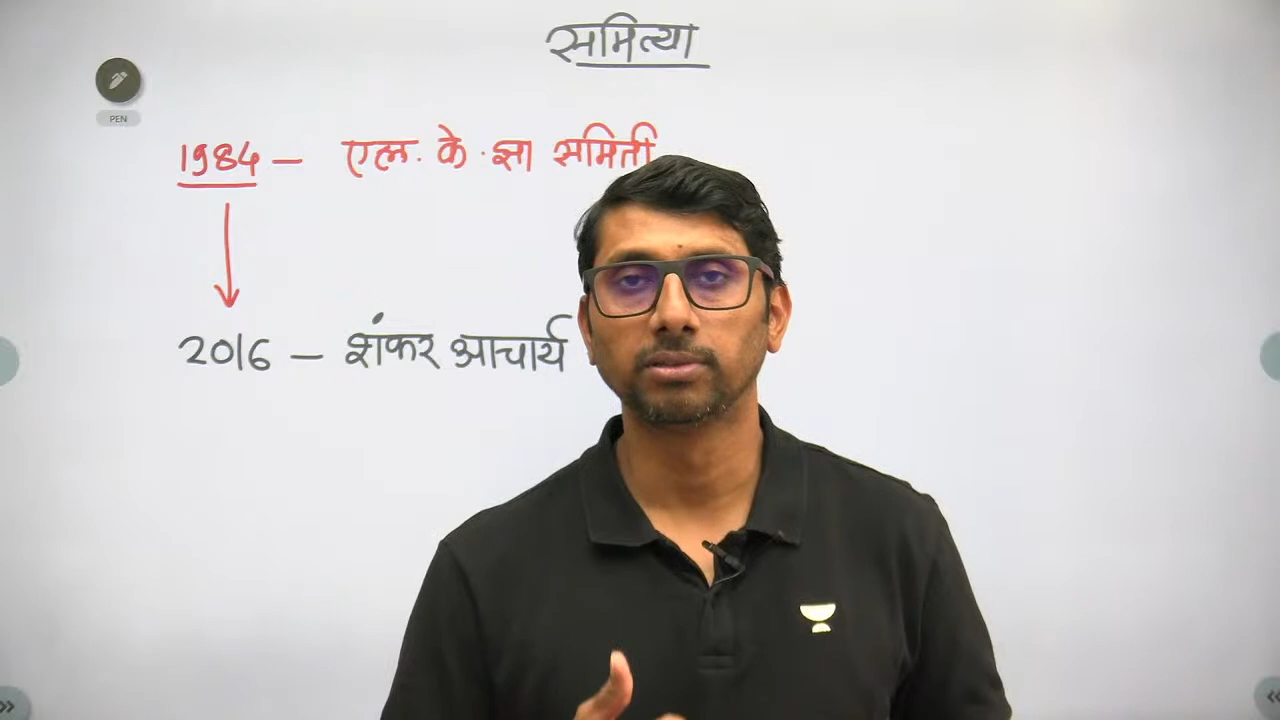 समित्या
PEN
1984 – एल. के. झा समिती
2016 – शंकर आचार्य